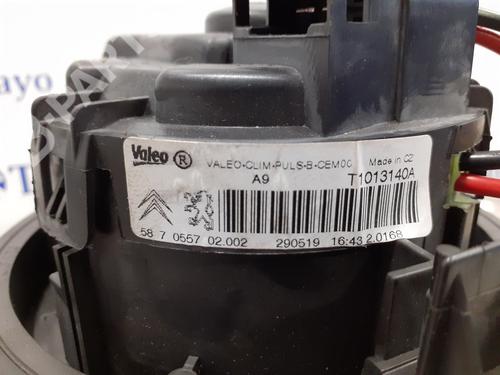 Valeo ® VALEO-CLIM-PULS-B-CEM00 Made in CZ
A9 T1013140A
58 7 0557 02.002 290519 16:43 2.0168